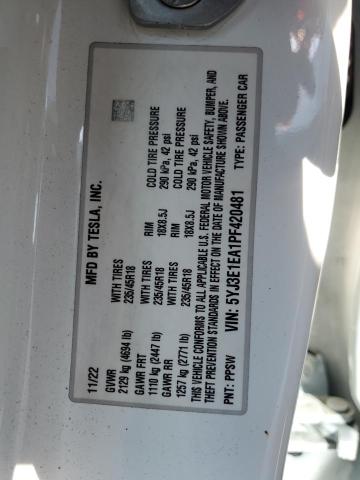 MFD BY TESLA, INC.
11/22
GVWR
2129 kg (4694 lb)
GAWR FRT WITH TIRES RIM COLD TIRE PRESSURE
1110 kg (2447 lb) 235/45R18 18X8.5J 290 kPa, 42 psi
GAWR RR WITH TIRES RIM COLD TIRE PRESSURE
1257 kg (2771 lb) 235/45R18 18X8.5J 290 kPa, 42 psi
THIS VEHICLE CONFORMS TO ALL APPLICABLE U.S. FEDERAL MOTOR VEHICLE SAFETY, BUMPER, AND
THEFT PREVENTION STANDARDS IN EFFECT ON THE DATE OF MANUFACTURE SHOWN ABOVE.
VIN: 5YJ3E1EA1PF420481 TYPE: PASSENGER CAR
PNT: PPSW